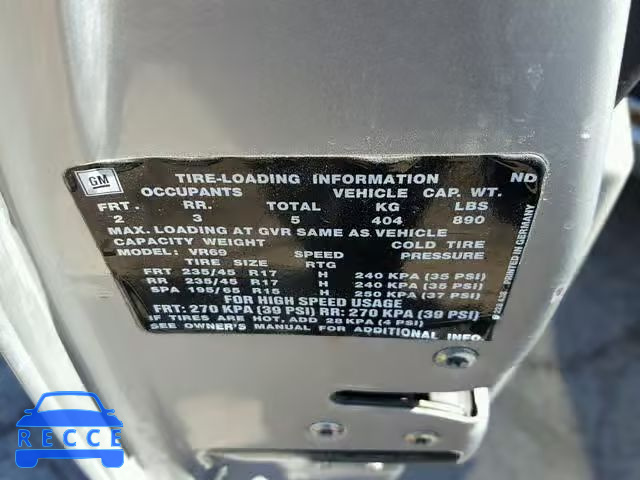 GM TIRE-LOADING INFORMATION ND
OCCUPANTS VEHICLE CAP. WT.
FRT. RR. TOTAL KG LBS
2 3 5 404 890
MAX. LOADING AT GVR SAME AS VEHICLE
CAPACITY WEIGHT COLD TIRE
MODEL: VR69 SPEED PRESSURE
TIRE SIZE RTG
FRT 235/45 R17 H 240 KPA (35 PSI)
RR 235/45 R17 H 240 KPA (35 PSI)
SPA 195/65 R15 H 250 KPA (37 PSI)
FOR HIGH SPEED USAGE
FRT: 270 KPA (39 PSI) RR: 270 KPA (39 PSI)
IF TIRES ARE HOT, ADD 28 KPA (4 PSI)
SEE OWNER'S MANUAL FOR ADDITIONAL INFO
PRINTED IN GERMANY
RECCE